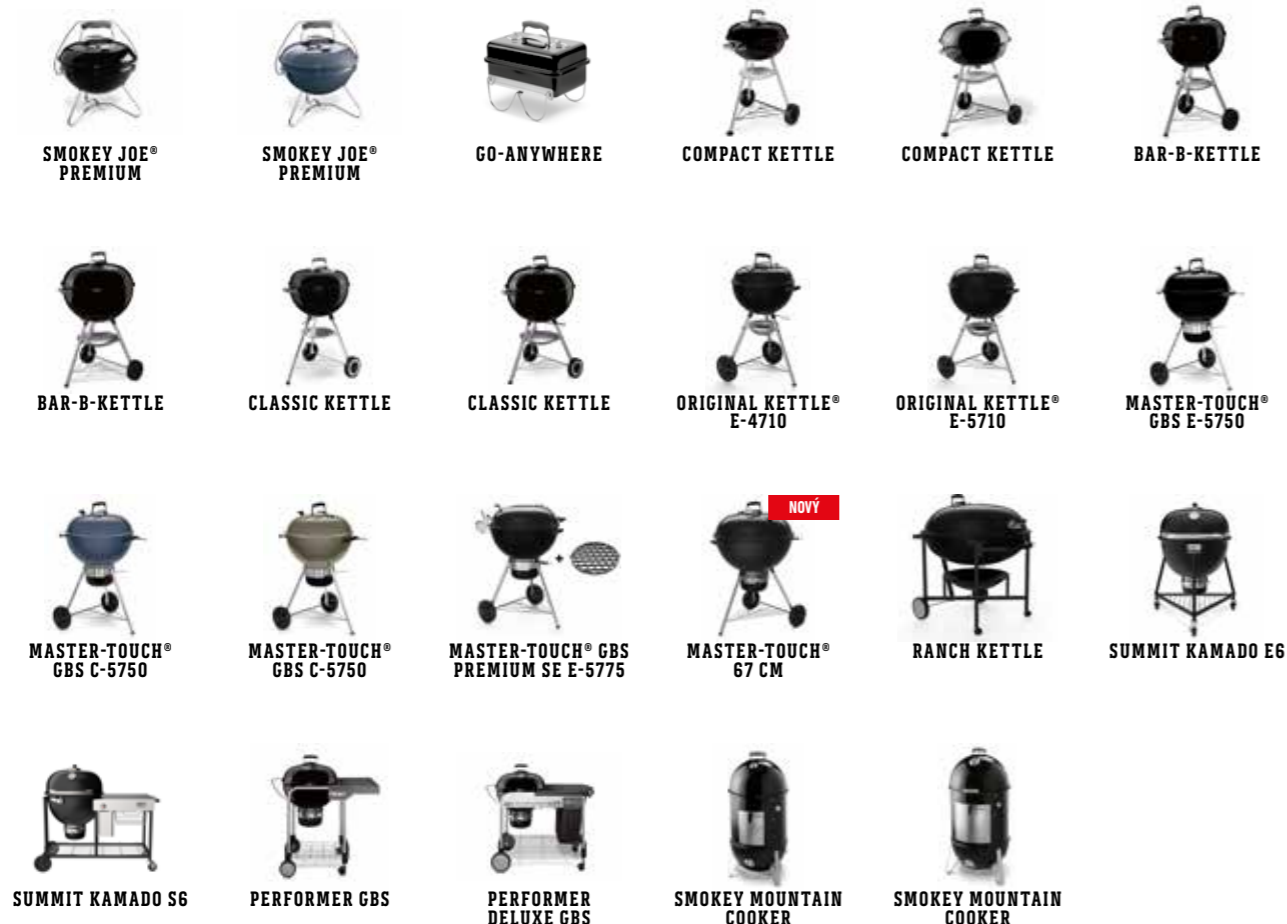 SMOKEY JOE®
PREMIUM
SMOKEY JOE®
PREMIUM
GO-ANYWHERE
COMPACT KETTLE
COMPACT KETTLE
BAR-B-KETTLE
BAR-B-KETTLE
CLASSIC KETTLE
CLASSIC KETTLE
ORIGINAL KETTLE®
E-4710
ORIGINAL KETTLE®
E-5710
MASTER-TOUCH®
GBS E-5750
MASTER-TOUCH®
GBS C-5750
MASTER-TOUCH®
GBS C-5750
+
MASTER-TOUCH® GBS
PREMIUM SE E-5775
NOVÝ
MASTER-TOUCH®
67 CM
RANCH KETTLE
SUMMIT KAMADO E6
SUMMIT KAMADO S6
PERFORMER GBS
PERFORMER
DELUXE GBS
SMOKEY MOUNTAIN
COOKER
SMOKEY MOUNTAIN
COOKER